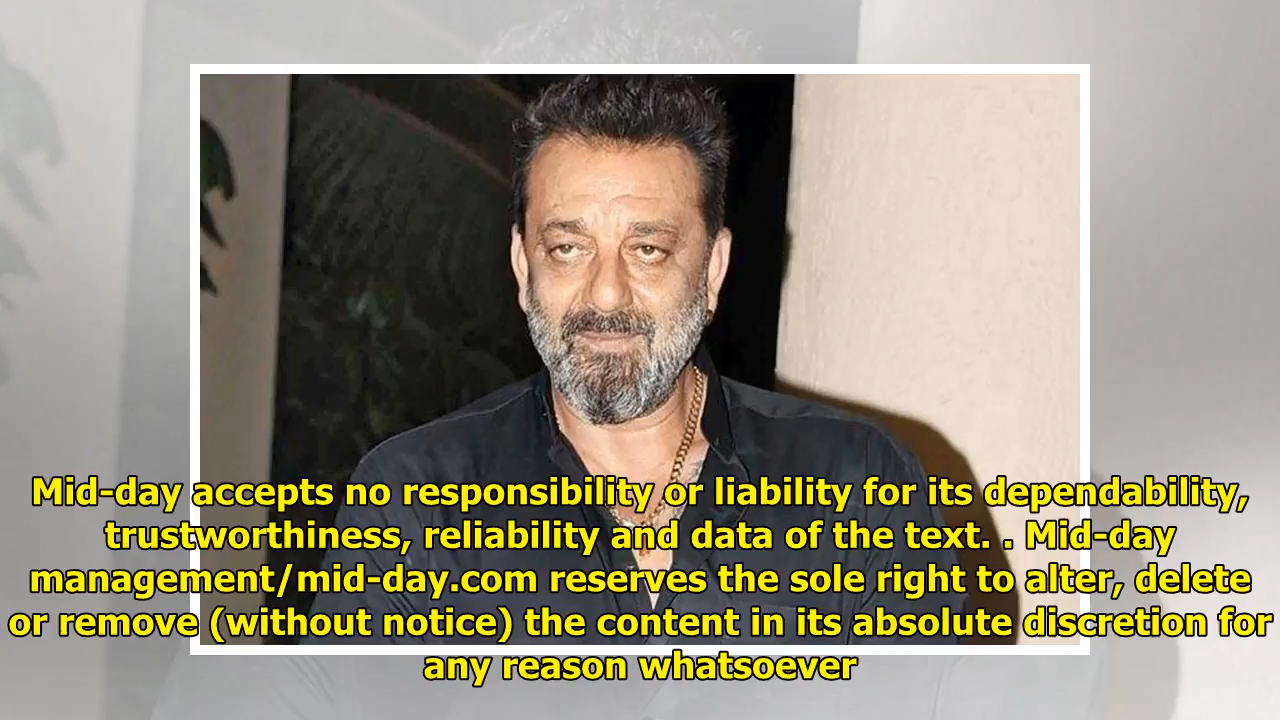 Mid-day accepts no responsibility or liability for its dependability,
trustworthiness, reliability and data of the text. . Mid-day
management/mid-day.com reserves the sole right to alter, delete
or remove (without notice) the content in its absolute discretion for
any reason whatsoever